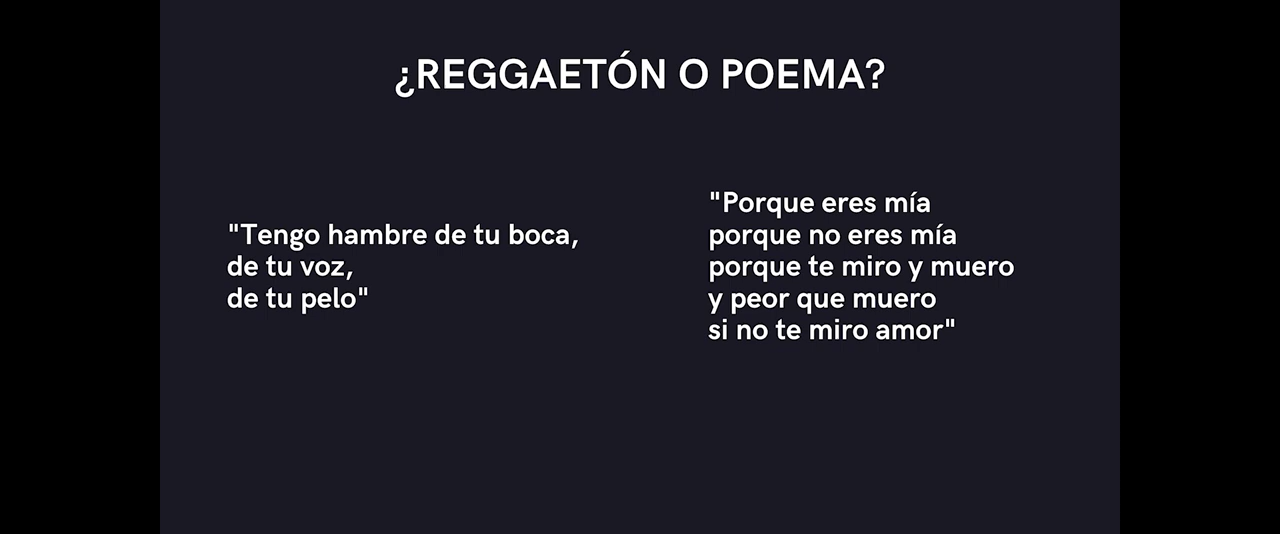 ¿REGGAETÓN O POEMA?
"Tengo hambre de tu boca,
de tu voz,
de tu pelo"
"Porque eres mía
porque no eres mía
porque te miro y muero
y peor que muero
si no te miro amor"